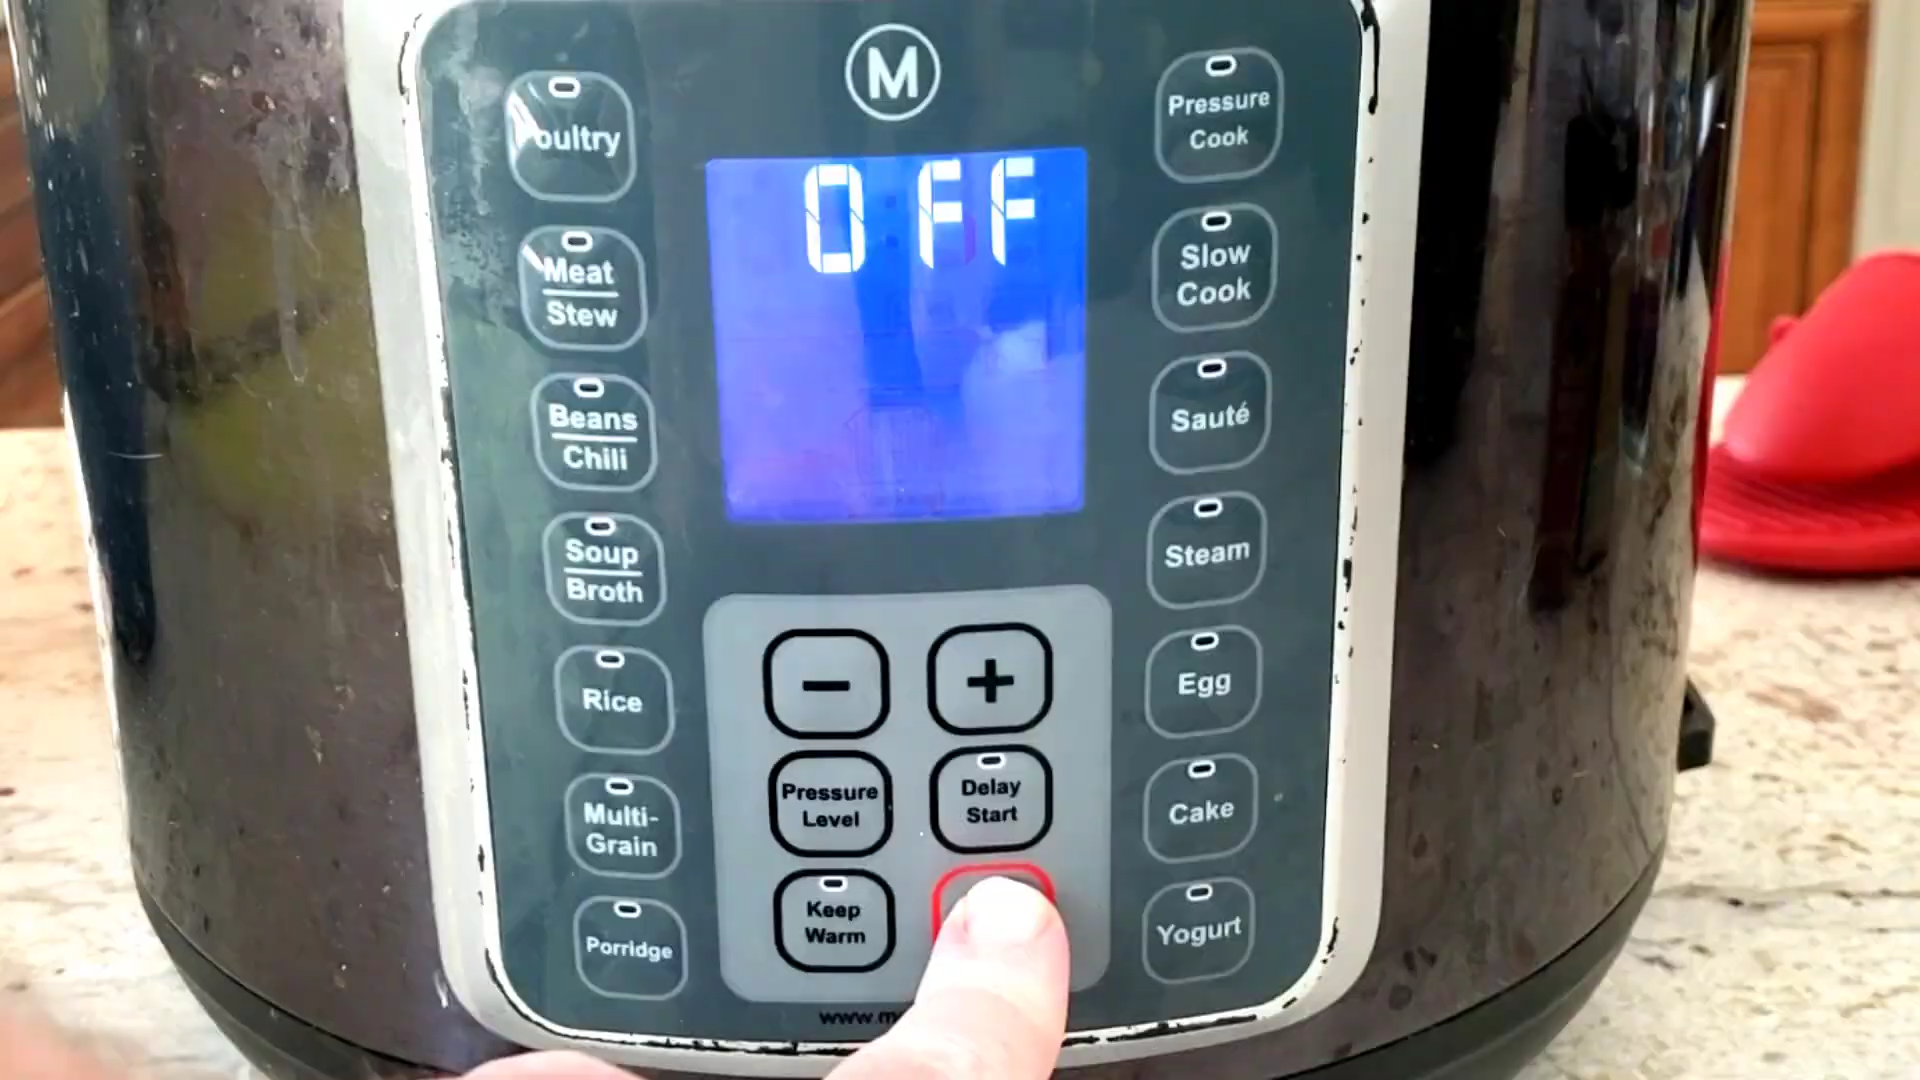 M
OFF
Poultry
Meat
Stew
Beans
Chili
Soup
Broth
Rice
Multi-
Grain
Porridge
−
+
Pressure
Level
Delay
Start
Keep
Warm
Pressure
Cook
Slow
Cook
Sauté
Steam
Egg
Cake
Yogurt